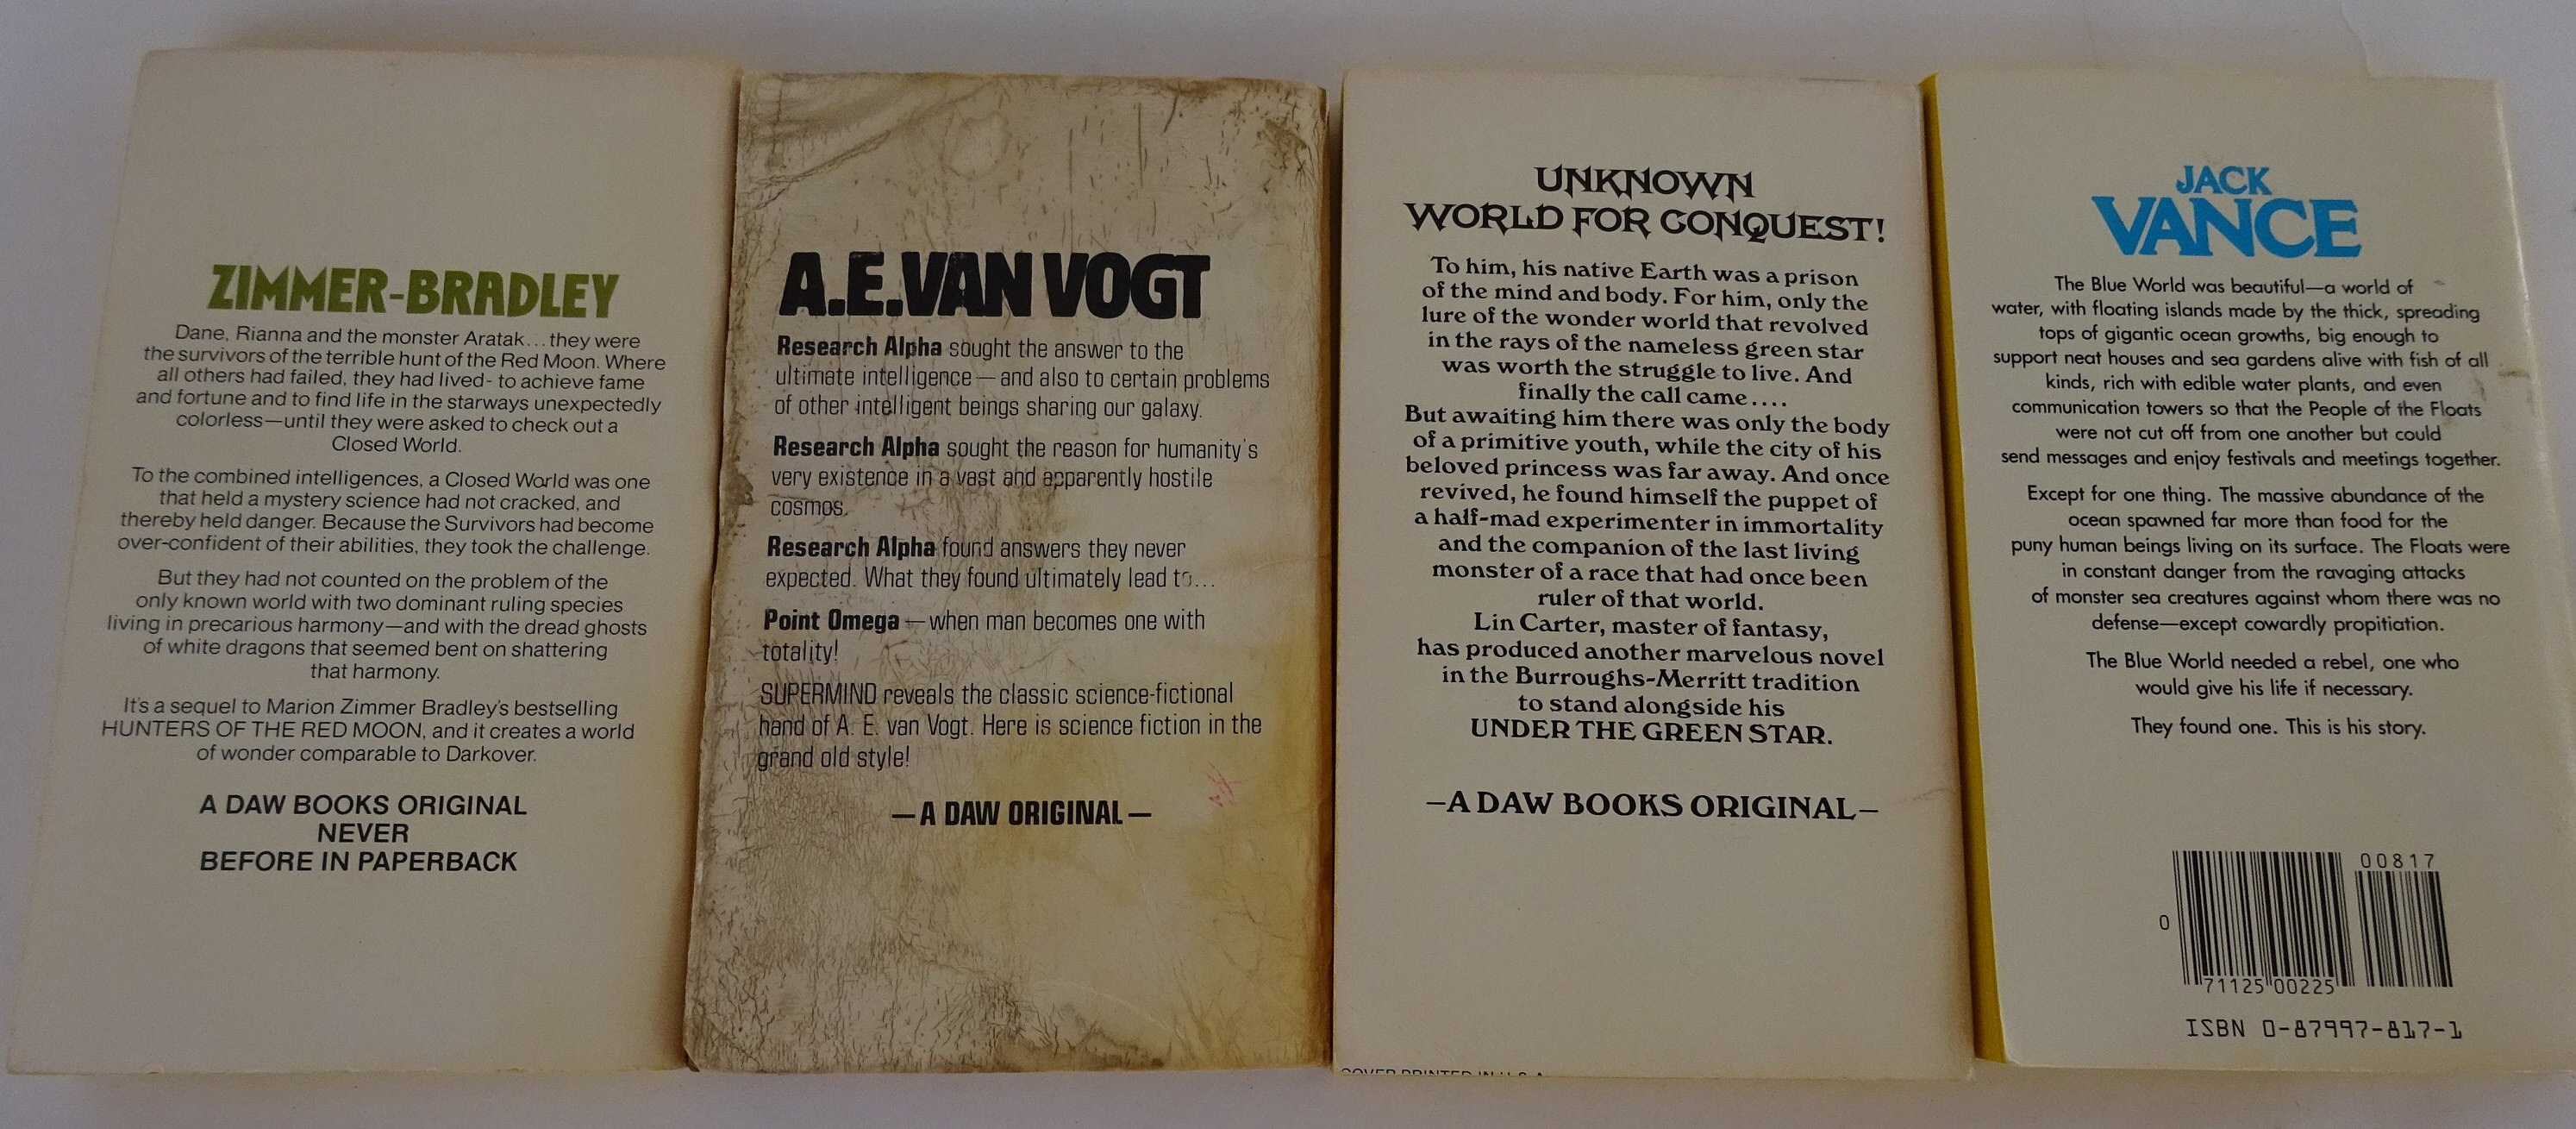 ZIMMER-BRADLEY
Dane, Rianna and the monster Aratak...they were
the survivors of the terrible hunt of the Red Moon. Where
all others had failed, they had lived- to achieve fame
and fortune and to find life in the starways unexpectedly
colorless—until they were asked to check out a
Closed World.
To the combined intelligences, a Closed World was one
that held a mystery science had not cracked, and
thereby held danger. Because the Survivors had become
over-confident of their abilities, they took the challenge.
But they had not counted on the problem of the
only known world with two dominant ruling species
living in precarious harmony—and with the dread ghosts
of white dragons that seemed bent on shattering
that harmony.
It's a sequel to Marion Zimmer Bradley's bestselling
HUNTERS OF THE RED MOON, and it creates a world
of wonder comparable to Darkover.
A DAW BOOKS ORIGINAL
NEVER
BEFORE IN PAPERBACK
A.E.VAN VOGT
Research Alpha sought the answer to the
ultimate intelligence—and also to certain problems
of other intelligent beings sharing our galaxy.
Research Alpha sought the reason for humanity's
very existence in a vast and apparently hostile
cosmos.
Research Alpha found answers they never
expected. What they found ultimately lead to...
Point Omega—when man becomes one with
totality!
SUPERMIND reveals the classic science-fictional
hand of A. E. van Vogt. Here is science fiction in the
grand old style!
—A DAW ORIGINAL—
UNKNOWN
WORLD FOR CONQUEST!
To him, his native Earth was a prison
of the mind and body. For him, only the
lure of the wonder world that revolved
in the rays of the nameless green star
was worth the struggle to live. And
finally the call came....
But awaiting him there was only the body
of a primitive youth, while the city of his
beloved princess was far away. And once
revived, he found himself the puppet of
a half-mad experimenter in immortality
and the companion of the last living
monster of a race that had once been
ruler of that world.
Lin Carter, master of fantasy,
has produced another marvelous novel
in the Burroughs-Merritt tradition
to stand alongside his
UNDER THE GREEN STAR.
—A DAW BOOKS ORIGINAL—
COVER PRINTED IN U.S.A.
JACK
VANCE
The Blue World was beautiful—a world of
water, with floating islands made by the thick, spreading
tops of gigantic ocean growths, big enough to
support neat houses and sea gardens alive with fish of all
kinds, rich with edible water plants, and even
communication towers so that the People of the Floats
were not cut off from one another but could
send messages and enjoy festivals and meetings together.
Except for one thing. The massive abundance of the
ocean spawned far more than food for the
puny human beings living on its surface. The Floats were
in constant danger from the ravaging attacks
of monster sea creatures against whom there was no
defense—except cowardly propitiation.
The Blue World needed a rebel, one who
would give his life if necessary.
They found one. This is his story.
00817
0
71125 00225
ISBN 0-87997-817-1